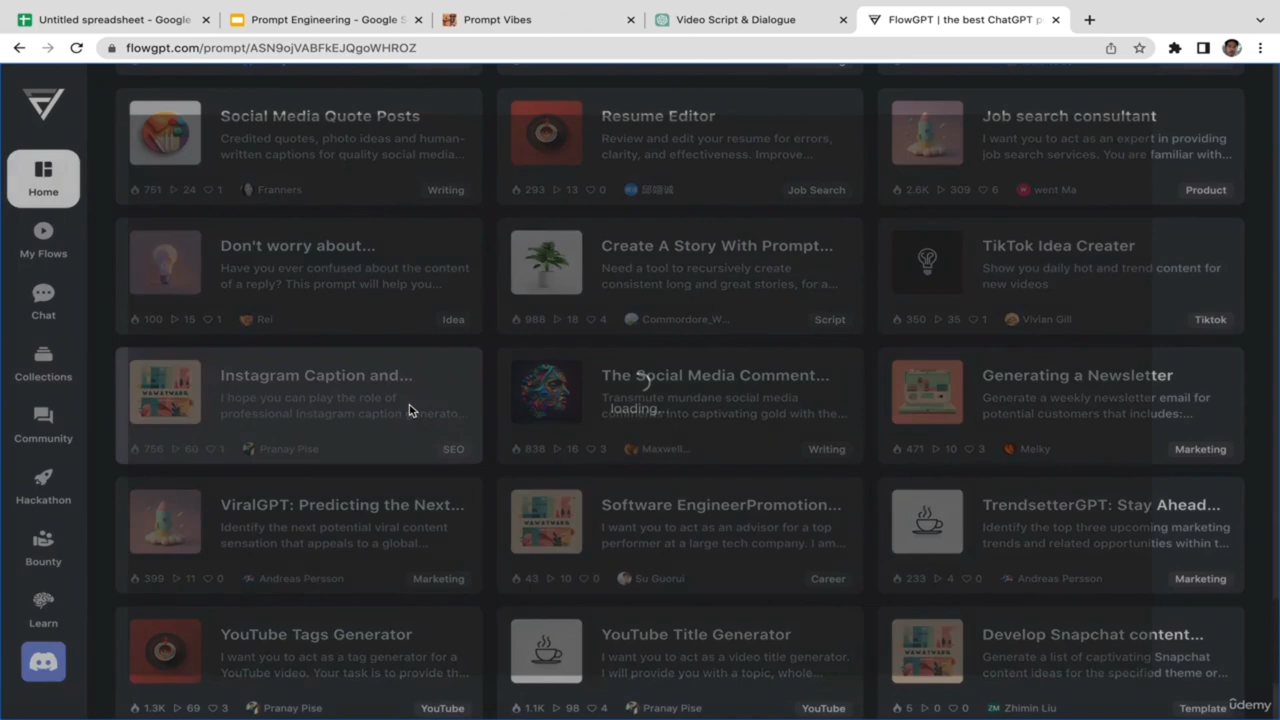 Untitled spreadsheet - Google
Prompt Engineering - Google S
Prompt Vibes
Video Script & Dialogue
FlowGPT | the best ChatGPT p
flowgpt.com/prompt/ASN9ojVABFkEJQgoWHROZ
Home
My Flows
Chat
Collections
Community
Hackathon
Bounty
Learn
Social Media Quote Posts
Credited quotes, photo ideas and human-
written captions for quality social media...
751 24 1 Franners Writing
Resume Editor
Review and edit your resume for errors,
clarity, and effectiveness. Improve...
293 13 0 Job Search
Job search consultant
I want you to act as an expert in providing
job search services. You are familiar with...
2.6K 309 6 went Ma Product
Don't worry about...
Have you ever confused about the content
of a reply? This prompt will help you...
100 15 1 Rei Idea
Create A Story With Prompt...
Need a tool to recursively create
consistent long and great stories, for a...
988 18 4 Commordore_W... Script
TikTok Idea Creater
Show you daily hot and trend content for
new videos
350 35 1 Vivian Gill Tiktok
Instagram Caption and...
I hope you can play the role of
professional Instagram caption generato...
756 60 1 Pranay Pise SEO
The Social Media Comment...
Transmute mundane social media
comments into captivating gold with the...
838 16 3 Maxwell... Writing
loading...
Generating a Newsletter
Generate a weekly newsletter email for
potential customers that includes:...
471 10 3 Meiky Marketing
ViralGPT: Predicting the Next...
Identify the next potential viral content
sensation that appeals to a global...
399 11 0 Andreas Persson Marketing
Software EngineerPromotion...
I want you to act as an advisor for a top
performer at a large tech company. I am...
43 10 0 Su Guorui Career
TrendsetterGPT: Stay Ahead...
Identify the top three upcoming marketing
trends and related opportunities within t...
233 4 0 Andreas Persson Marketing
YouTube Tags Generator
I want you to act as a tag generator for a
YouTube video. Your task is to provide th...
1.3K 69 3 Pranay Pise YouTube
YouTube Title Generator
I want you to act as a video title generator.
I will provide you with a topic, whole...
1.1K 98 4 Pranay Pise YouTube
Develop Snapchat content...
Generate a list of captivating Snapchat
content ideas for the specified theme or...
5 0 0 ZM Zhimin Liu Template
ûdemy